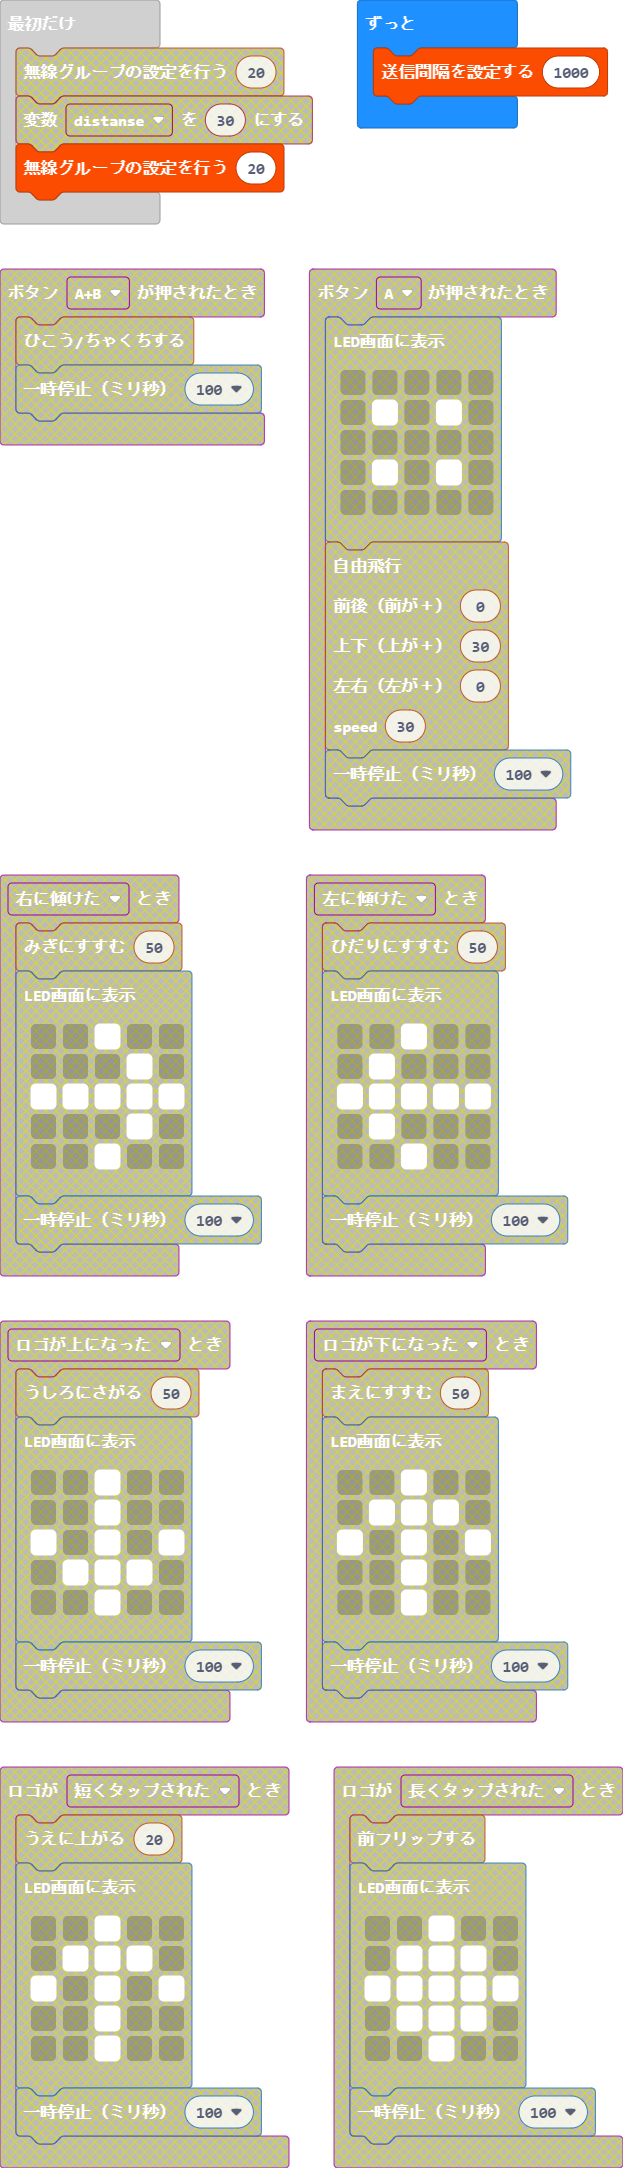 最初だけ
無線グループの設定を行う 20
変数 distanse を 30 にする
無線グループの設定を行う 20
ずっと
送信間隔を設定する 1000
ボタン A+B が押されたとき
ひこう/ちゃくちする
一時停止（ミリ秒） 100
ボタン A が押されたとき
LED画面に表示
自由飛行
前後（前が＋） 0
上下（上が＋） 30
左右（左が＋） 0
speed 30
一時停止（ミリ秒） 100
右に傾けた とき
みぎにすすむ 50
LED画面に表示
一時停止（ミリ秒） 100
左に傾けた とき
ひだりにすすむ 50
LED画面に表示
一時停止（ミリ秒） 100
ロゴが上になった とき
うしろにさがる 50
LED画面に表示
一時停止（ミリ秒） 100
ロゴが下になった とき
まえにすすむ 50
LED画面に表示
一時停止（ミリ秒） 100
ロゴが 短くタップされた とき
うえに上がる 20
LED画面に表示
一時停止（ミリ秒） 100
ロゴが 長くタップされた とき
前フリップする
LED画面に表示
一時停止（ミリ秒） 100